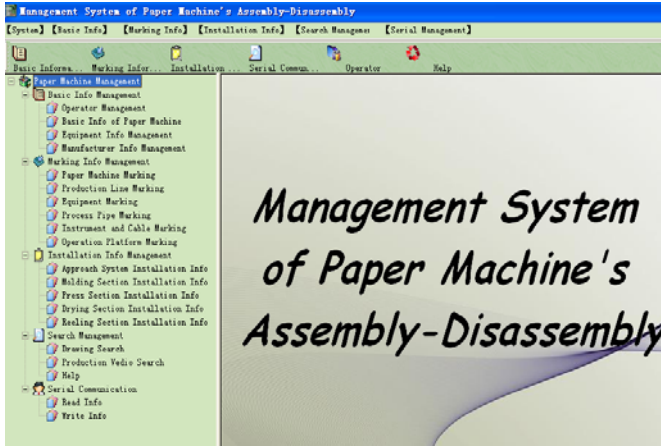 Management System of Paper Machine's Assembly-Disassembly
【System】 【Basic Info】 【Marking Info】 【Installation Info】 【Search Managemen 【Serial Management】
Basic Informa... Marking Infor... Installation ... Serial Commun... Operator Help
Paper Machine Management
Basic Info Management
Operator Management
Basic Info of Paper Machine
Equipment Info Management
Manufacturer Info Management
Marking Info Management
Paper Machine Marking
Production Line Marking
Equipment Marking
Process Pipe Marking
Instrument and Cable Marking
Operation Platform Marking
Installation Info Management
Approach System Installation Info
Molding Section Installation Info
Press Section Installation Info
Drying Section Installation Info
Reeling Section Installation Info
Search Management
Drawing Search
Production Vedio Search
Help
Serial Communication
Read Info
Write Info
Management System
of Paper Machine's
Assembly-Disassembly